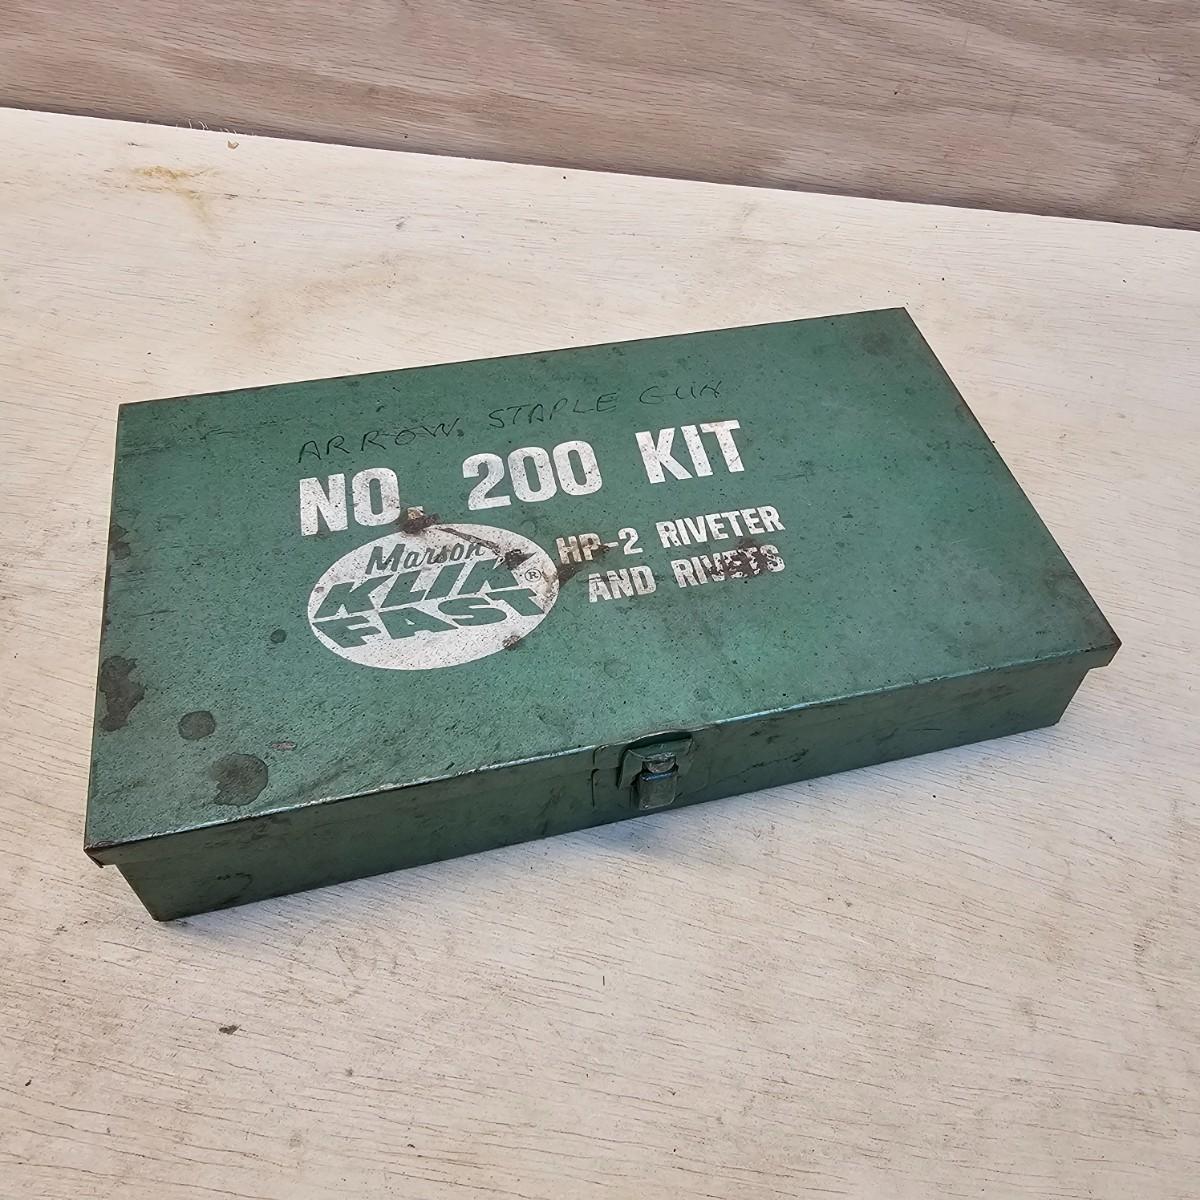 ARROW STAPLE GUN
NO. 200 KIT
Marson
KLIK®
FAST
HP-2 RIVETER
AND RIVETS